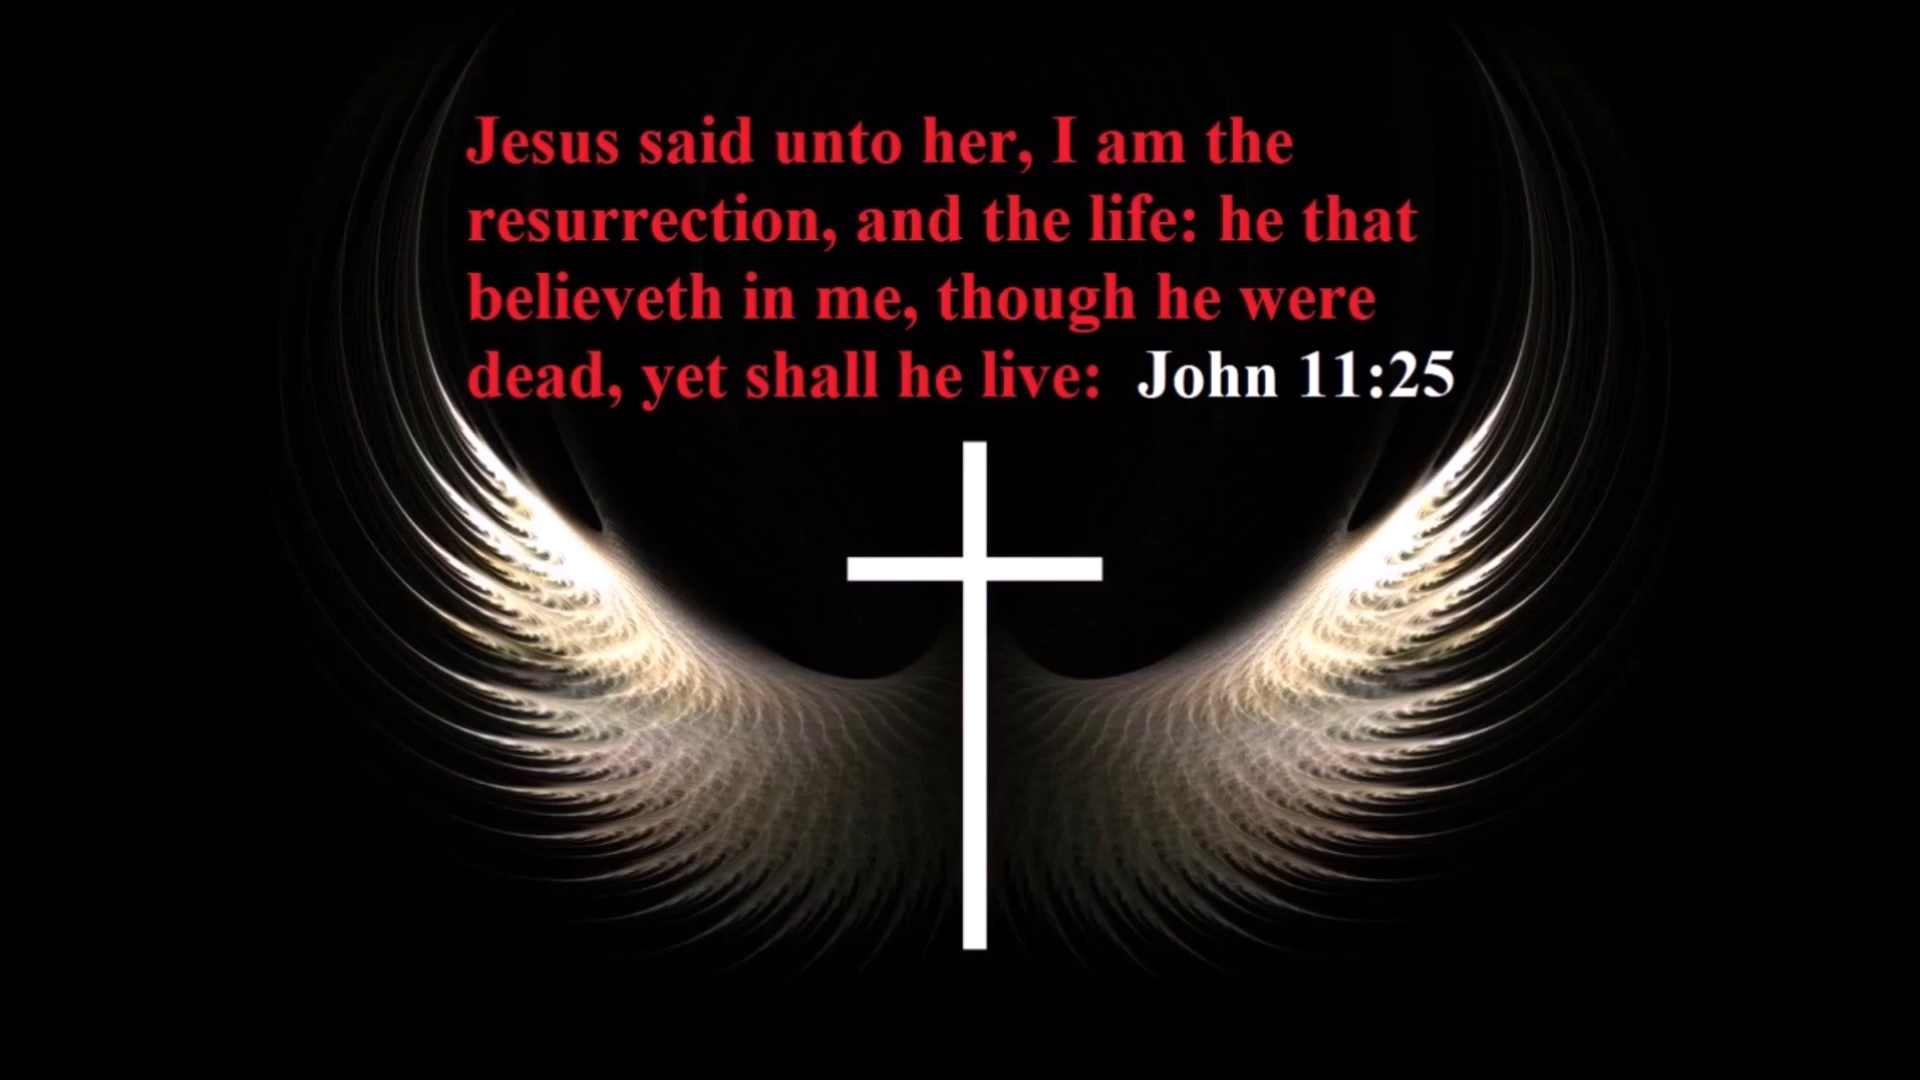 Jesus said unto her, I am the
resurrection, and the life: he that
believeth in me, though he were
dead, yet shall he live:  John 11:25